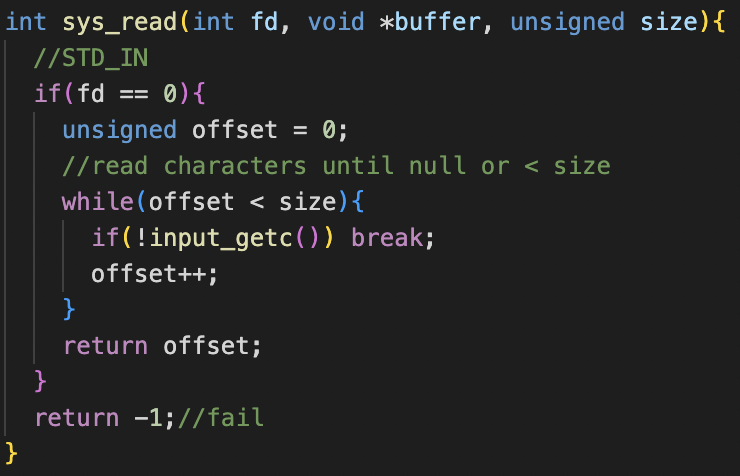 int sys_read(int fd, void *buffer, unsigned size){
  //STD_IN
  if(fd == 0){
    unsigned offset = 0;
    //read characters until null or < size
    while(offset < size){
      if(!input_getc()) break;
      offset++;
    }
    return offset;
  }
  return -1;//fail
}